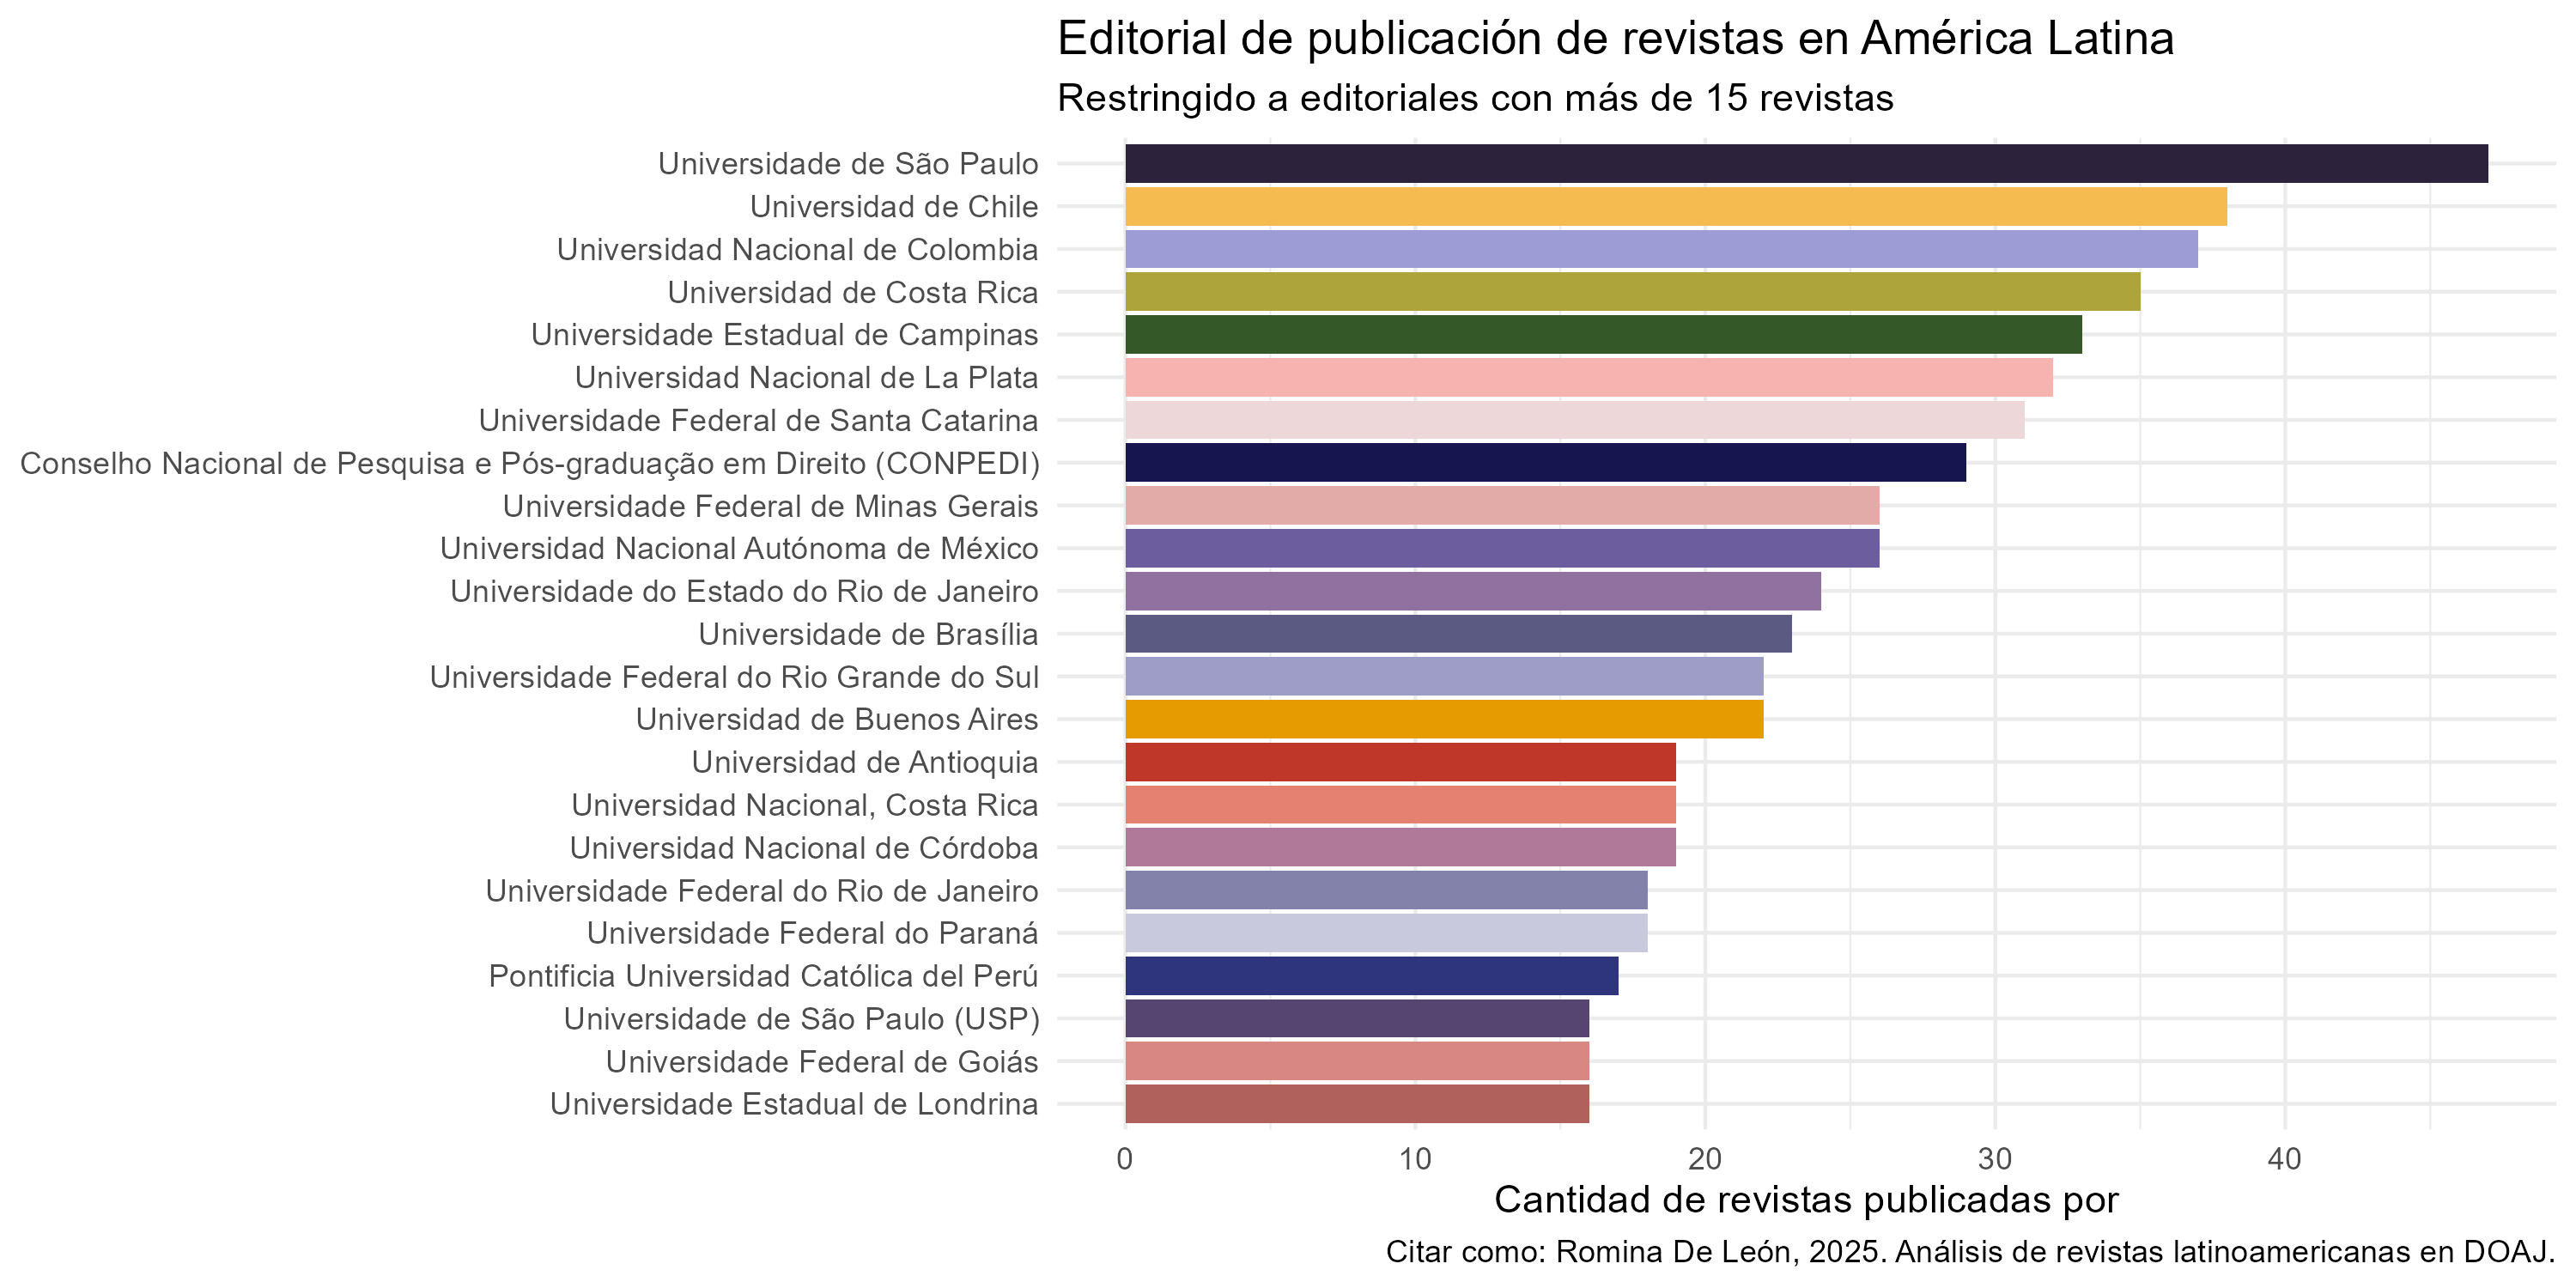 Editorial de publicación de revistas en América Latina
Restringido a editoriales con más de 15 revistas
Universidade de São Paulo
Universidad de Chile
Universidad Nacional de Colombia
Universidad de Costa Rica
Universidade Estadual de Campinas
Universidad Nacional de La Plata
Universidade Federal de Santa Catarina
Conselho Nacional de Pesquisa e Pós-graduação em Direito (CONPEDI)
Universidade Federal de Minas Gerais
Universidad Nacional Autónoma de México
Universidade do Estado do Rio de Janeiro
Universidade de Brasília
Universidade Federal do Rio Grande do Sul
Universidad de Buenos Aires
Universidad de Antioquia
Universidad Nacional, Costa Rica
Universidad Nacional de Córdoba
Universidade Federal do Rio de Janeiro
Universidade Federal do Paraná
Pontificia Universidad Católica del Perú
Universidade de São Paulo (USP)
Universidade Federal de Goiás
Universidade Estadual de Londrina
0 10 20 30 40
Cantidad de revistas publicadas por
Citar como: Romina De León, 2025. Análisis de revistas latinoamericanas en DOAJ.